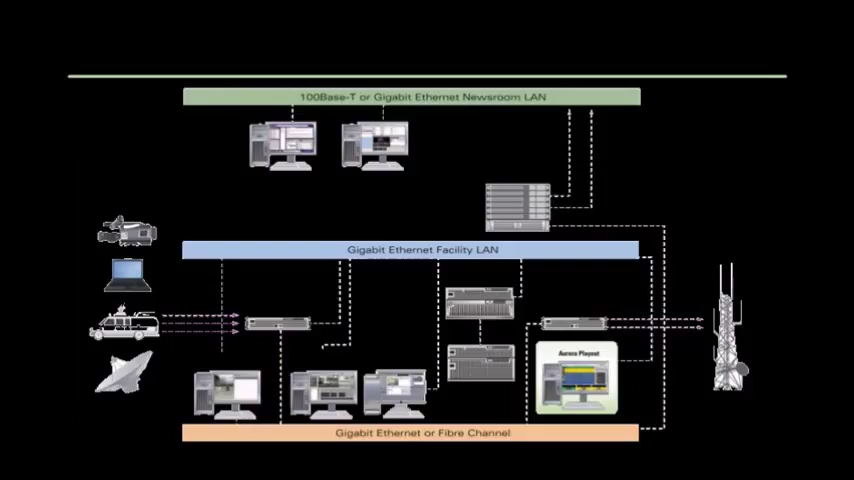 100Base-T or Gigabit Ethernet Newsroom LAN
Gigabit Ethernet Facility LAN
Aurora Playout
Gigabit Ethernet or Fibre Channel